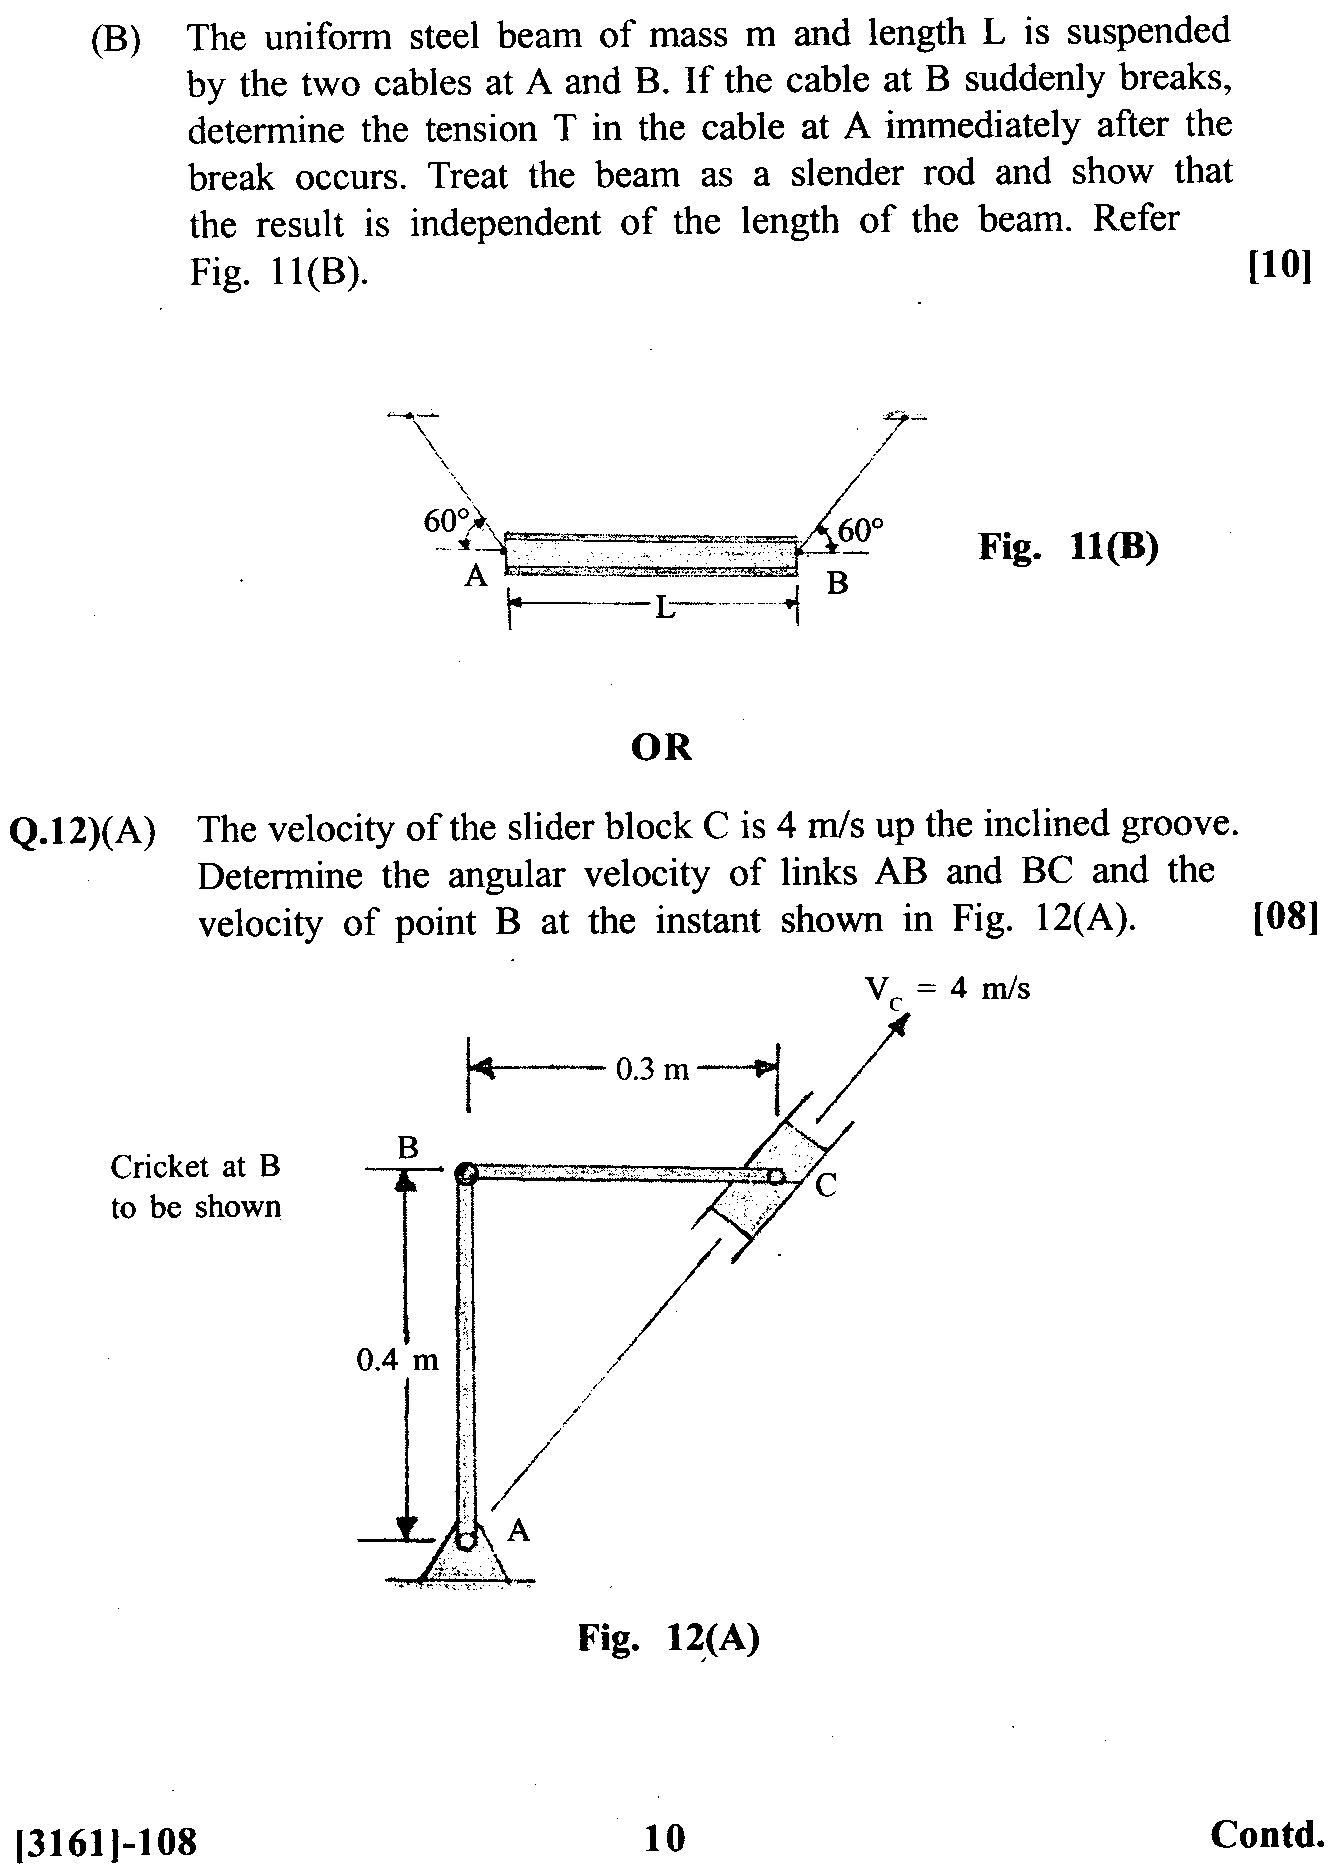 (B) The uniform steel beam of mass m and length L is suspended
by the two cables at A and B. If the cable at B suddenly breaks,
determine the tension T in the cable at A immediately after the
break occurs. Treat the beam as a slender rod and show that
the result is independent of the length of the beam. Refer
Fig. 11(B). [10]
60° 60°
A B
L
Fig. 11(B)
OR
Q.12)(A) The velocity of the slider block C is 4 m/s up the inclined groove.
Determine the angular velocity of links AB and BC and the
velocity of point B at the instant shown in Fig. 12(A). [08]
V_C = 4 m/s
0.3 m
B
Cricket at B
to be shown
C
0.4 m
A
Fig. 12(A)
[3161]-108 10 Contd.